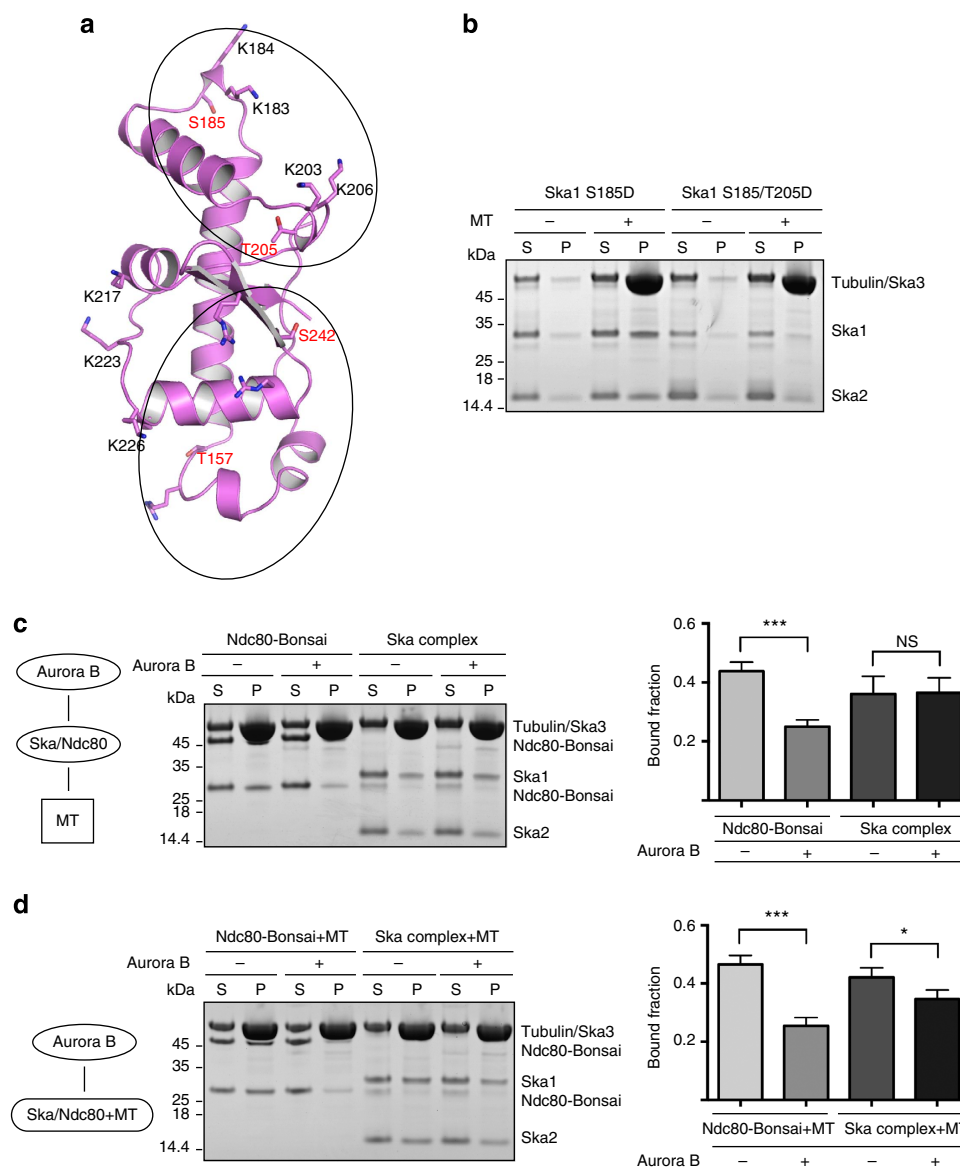 a
K184
K183
S185
K203
K206
T205
K217
S242
K223
K226
T157
b
Ska1 S185D Ska1 S185/T205D
MT – + – +
kDa S P S P S P S P
45
35
25
18
14.4
Tubulin/Ska3
Ska1
Ska2
c
Aurora B
Ska/Ndc80
MT
Ndc80-Bonsai Ska complex
Aurora B – + – +
kDa S P S P S P S P
45
35
25
18
14.4
Tubulin/Ska3
Ndc80-Bonsai
Ska1
Ndc80-Bonsai
Ska2
Bound fraction
0.6
0.4
0.2
*** NS
Ndc80-Bonsai Ska complex
Aurora B – + – +
d
Aurora B
Ska/Ndc80+MT
Ndc80-Bonsai+MT Ska complex+MT
Aurora B – + – +
kDa S P S P S P S P
45
35
25
18
14.4
Tubulin/Ska3
Ndc80-Bonsai
Ska1
Ndc80-Bonsai
Ska2
Bound fraction
0.6
0.4
0.2
*** *
Ndc80-Bonsai+MT Ska complex+MT
Aurora B – + – +